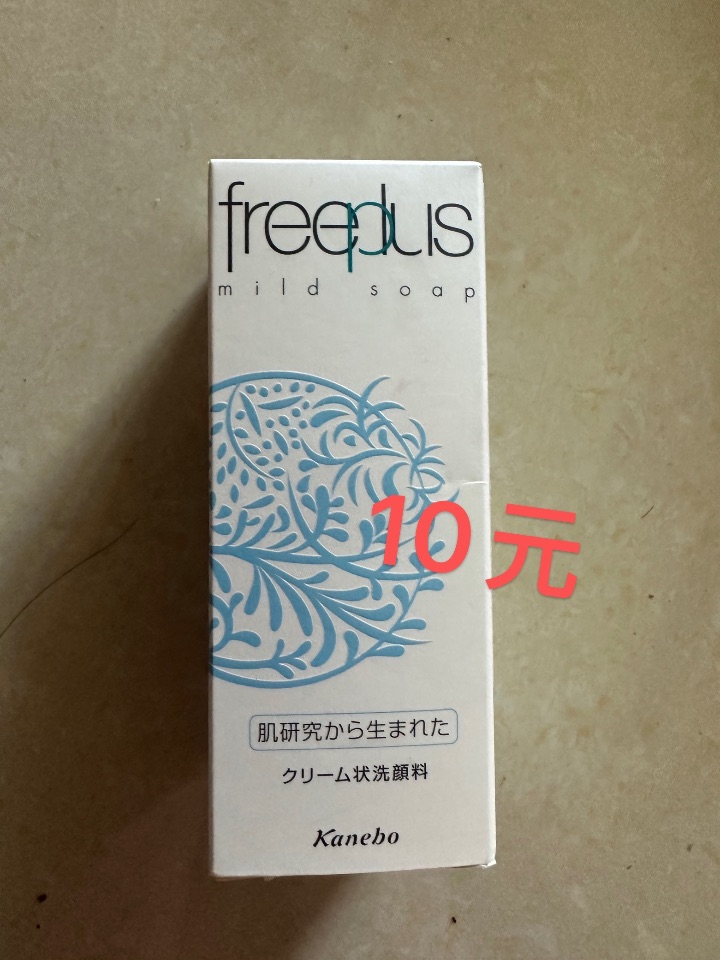 freeplus
mild soap
10元
肌研究から生まれた
クリーム状洗顔料
Kanebo